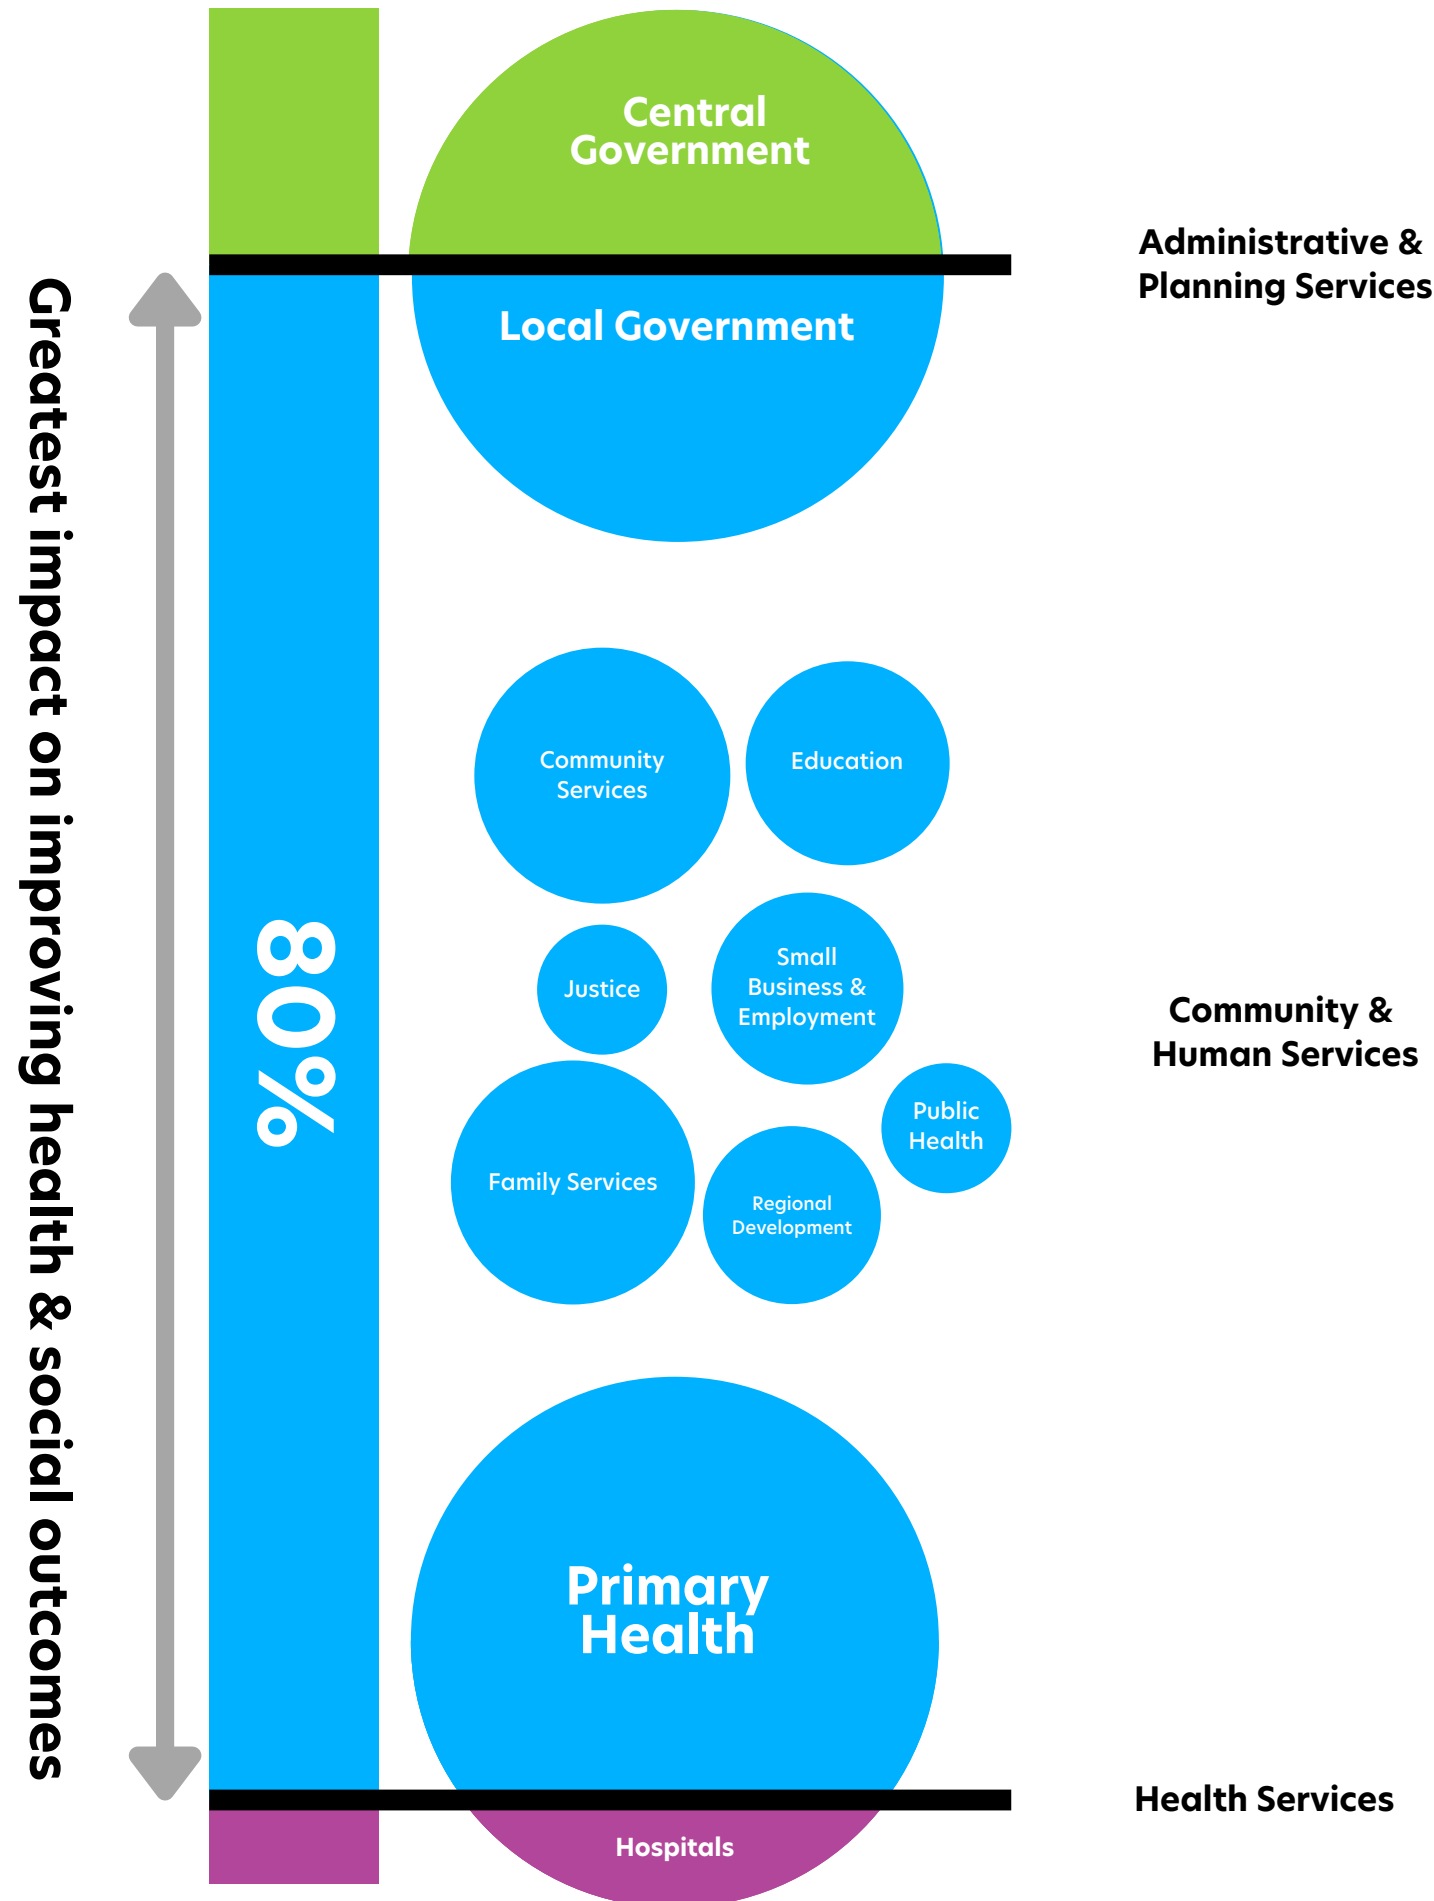 Central
Government
Administrative &
Planning Services
Local Government
Greatest impact on improving health & social outcomes
80%
Community
Services
Education
Justice
Small
Business &
Employment
Community &
Human Services
Public
Health
Family Services
Regional
Development
Primary
Health
Health Services
Hospitals